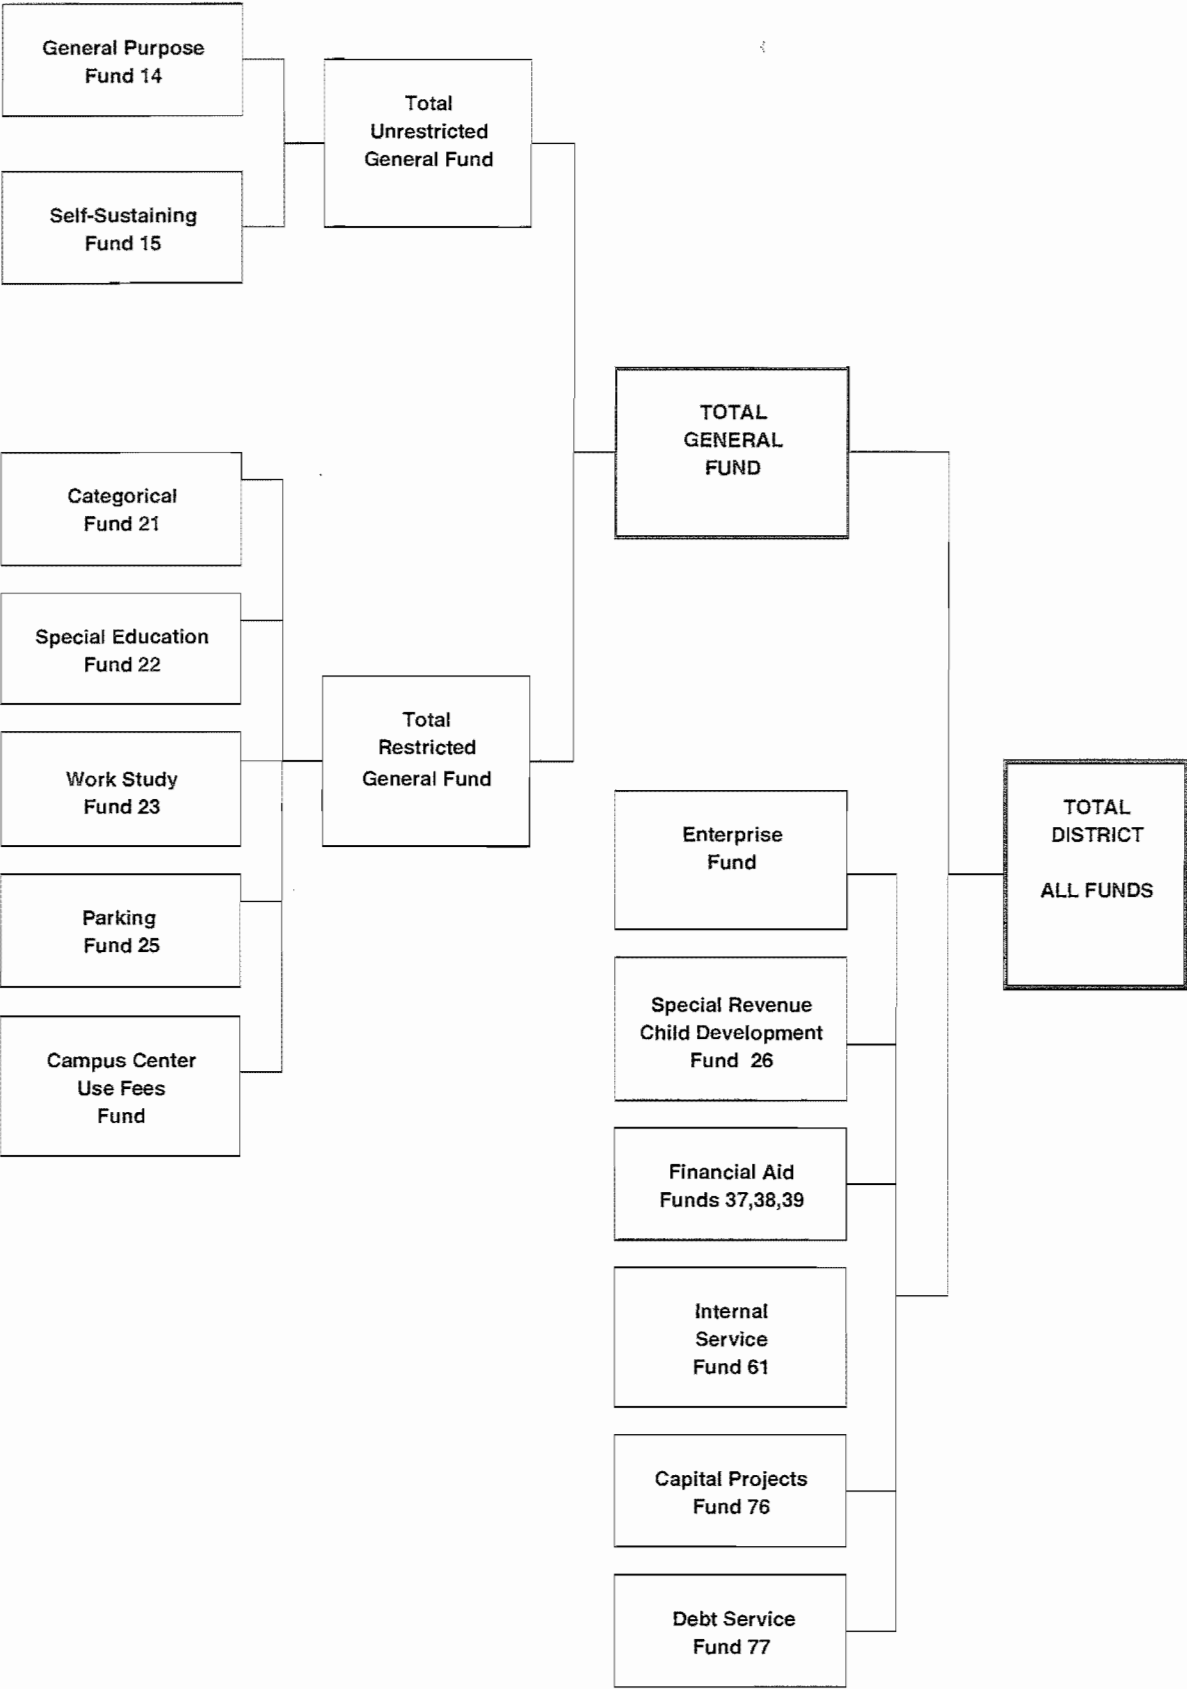 General Purpose
Fund 14
Self-Sustaining
Fund 15
Total
Unrestricted
General Fund
Categorical
Fund 21
Special Education
Fund 22
Work Study
Fund 23
Parking
Fund 25
Campus Center
Use Fees
Fund
Total
Restricted
General Fund
TOTAL
GENERAL
FUND
Enterprise
Fund
Special Revenue
Child Development
Fund 26
Financial Aid
Funds 37,38,39
Internal
Service
Fund 61
Capital Projects
Fund 76
Debt Service
Fund 77
TOTAL
DISTRICT
ALL FUNDS